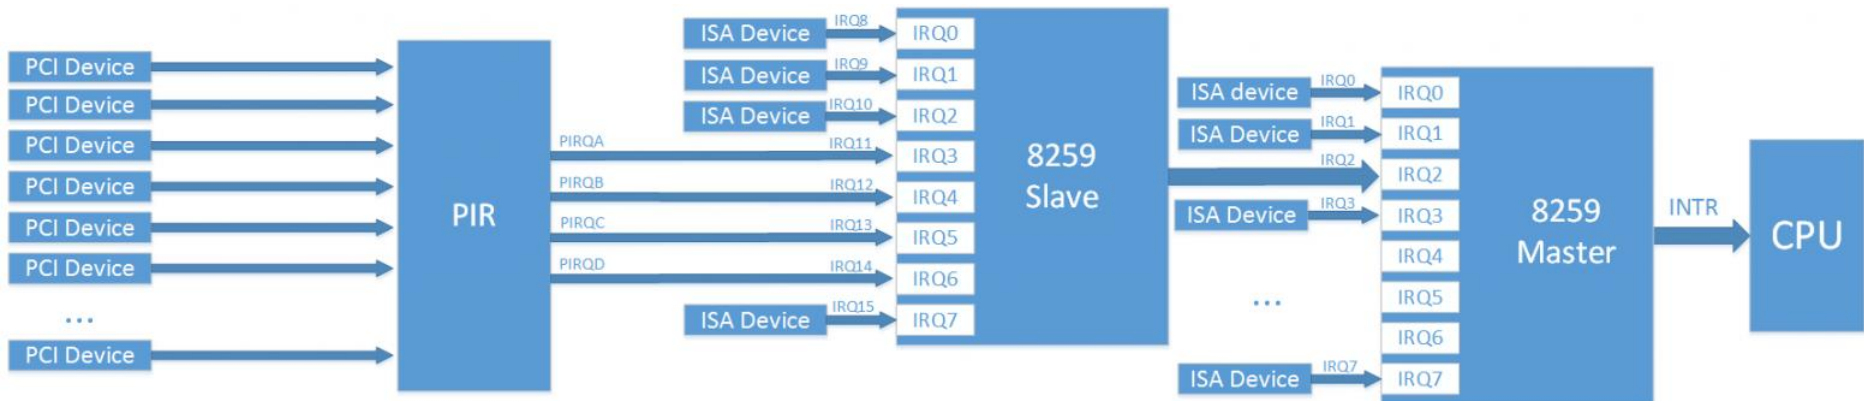 PCI Device
PCI Device
PCI Device
PCI Device
PCI Device
PCI Device
...
PCI Device
PIR
PIRQA
PIRQB
PIRQC
PIRQD
ISA Device
IRQ8
ISA Device
IRQ9
ISA Device
IRQ10
IRQ11
IRQ12
IRQ13
IRQ14
ISA Device
IRQ15
IRQ0
IRQ1
IRQ2
IRQ3
IRQ4
IRQ5
IRQ6
IRQ7
8259
Slave
ISA device
IRQ0
ISA Device
IRQ1
IRQ2
ISA Device
IRQ3
...
ISA Device
IRQ7
IRQ0
IRQ1
IRQ2
IRQ3
IRQ4
IRQ5
IRQ6
IRQ7
8259
Master
INTR
CPU